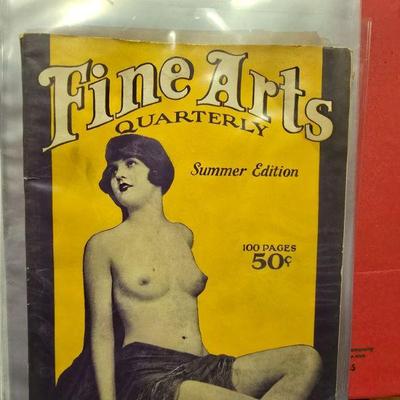 Fine Arts
QUARTERLY
Summer Edition
100 PAGES
50¢